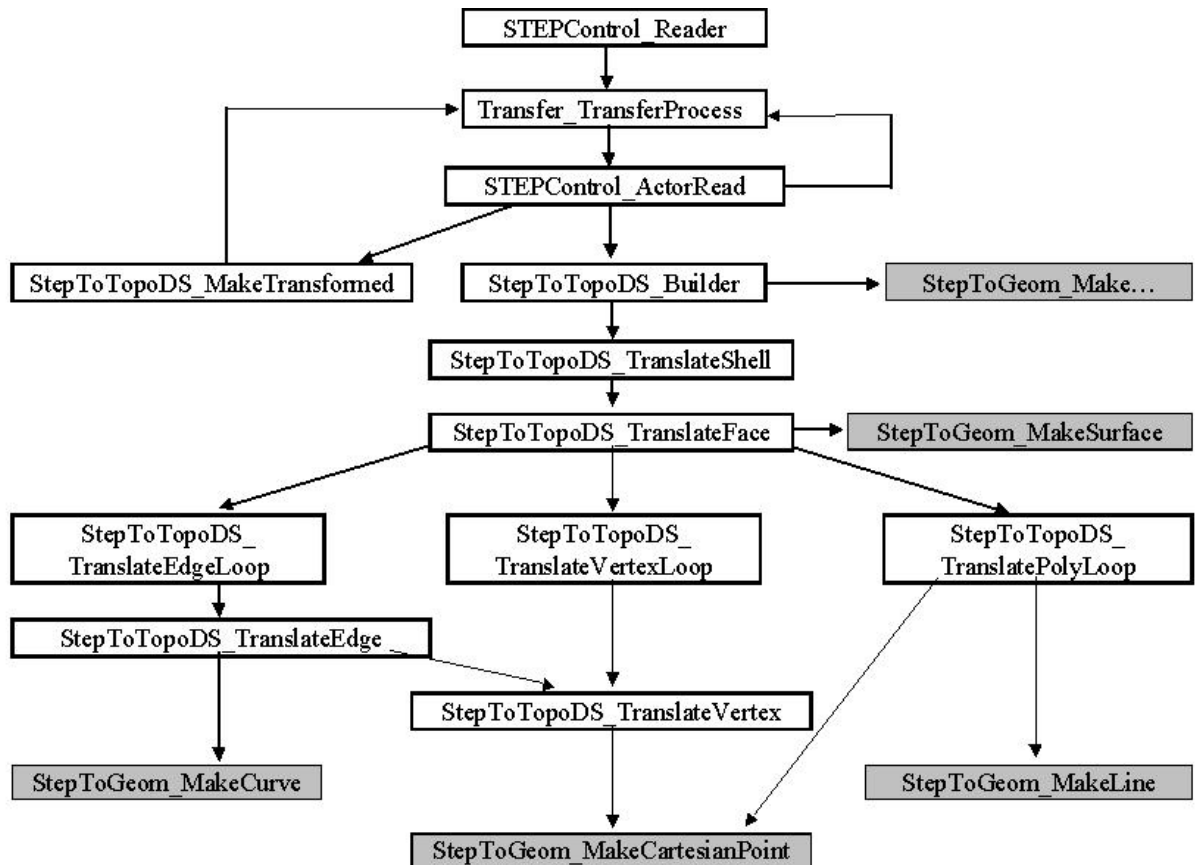 STEPControl_Reader
Transfer_TransferProcess
STEPControl_ActorRead
StepToTopoDS_MakeTransformed
StepToTopoDS_Builder
StepToGeom_Make…
StepToTopoDS_TranslateShell
StepToTopoDS_TranslateFace
StepToGeom_MakeSurface
StepToTopoDS_
TranslateEdgeLoop
StepToTopoDS_
TranslateVertexLoop
StepToTopoDS_
TranslatePolyLoop
StepToTopoDS_TranslateEdge
StepToTopoDS_TranslateVertex
StepToGeom_MakeCurve
StepToGeom_MakeLine
StepToGeom_MakeCartesianPoint